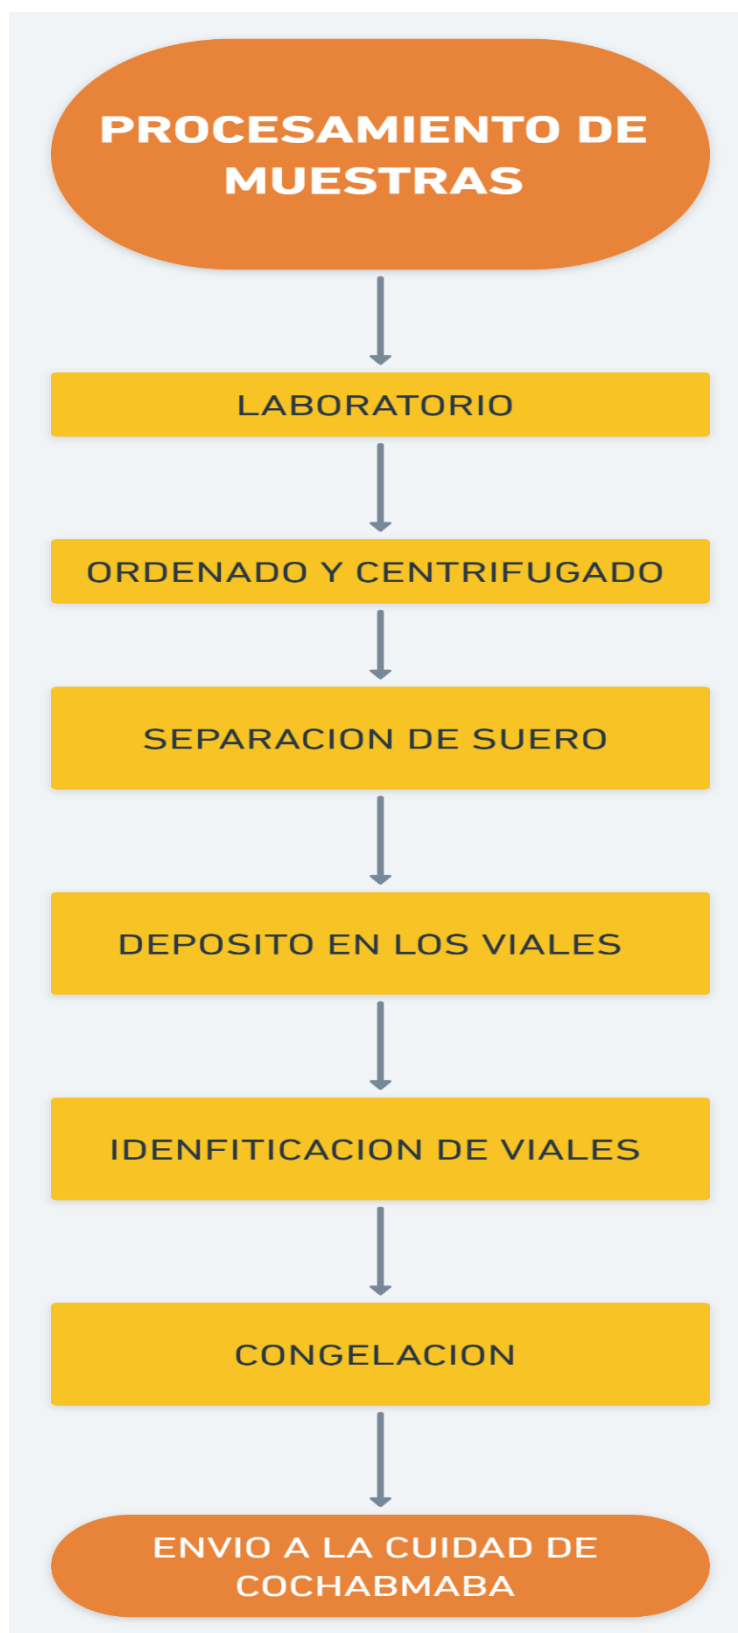 PROCESAMIENTO DE
MUESTRAS
LABORATORIO
ORDENADO Y CENTRIFUGADO
SEPARACION DE SUERO
DEPOSITO EN LOS VIALES
IDENFITICACION DE VIALES
CONGELACION
ENVIO A LA CUIDAD DE
COCHABMABA